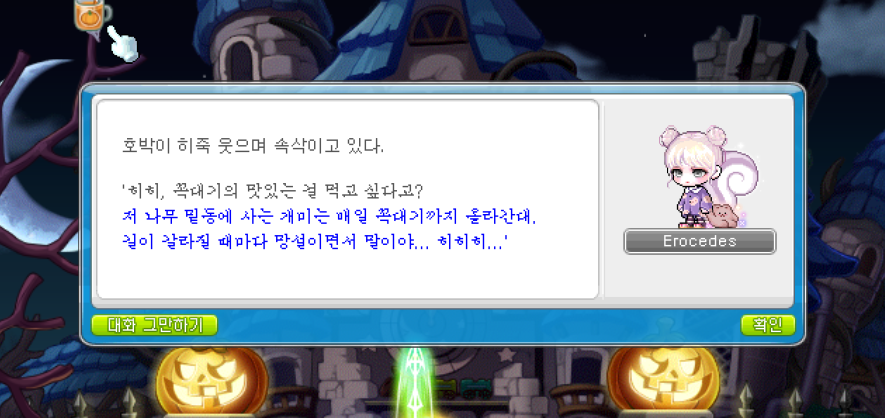 호박이 히죽 웃으며 속삭이고 있다.
'히히, 꼭대기의 맛있는 걸 먹고 싶다고?
저 나무 밑동에 사는 개미는 매일 꼭대기까지 올라간대.
길이 갈라질 때마다 망설이면서 말이야... 히히히...'
Erocedes
대화 그만하기
확인